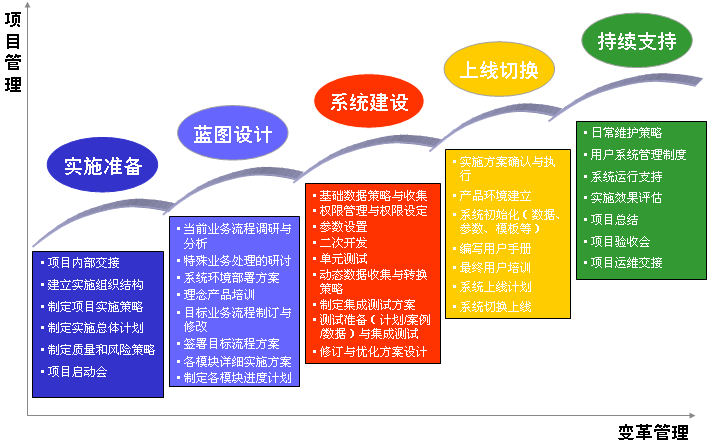 项目管理
实施准备
蓝图设计
系统建设
上线切换
持续支持
▪ 项目内部交接
▪ 建立实施组织结构
▪ 制定项目实施策略
▪ 制定实施总体计划
▪ 制定质量和风险策略
▪ 项目启动会
▪ 当前业务流程调研与
分析
▪ 特殊业务处理的研讨
▪ 系统环境部署方案
▪ 理念产品培训
▪ 目标业务流程制订与
修改
▪ 签署目标流程方案
▪ 各模块详细实施方案
▪ 制定各模块进度计划
▪ 基础数据策略与收集
▪ 权限管理与权限设定
▪ 参数设置
▪ 二次开发
▪ 单元测试
▪ 动态数据收集与转换
策略
▪ 制定集成测试方案
▪ 测试准备（计划/案例
/数据）与集成测试
▪ 修订与优化方案设计
▪ 实施方案确认与执
行
▪ 产品环境建立
▪ 系统初始化（数据、
参数、模板等）
▪ 编写用户手册
▪ 最终用户培训
▪ 系统上线计划
▪ 系统切换上线
▪ 日常维护策略
▪ 用户系统管理制度
▪ 系统运行支持
▪ 实施效果评估
▪ 项目总结
▪ 项目验收会
▪ 项目运维交接
变革管理